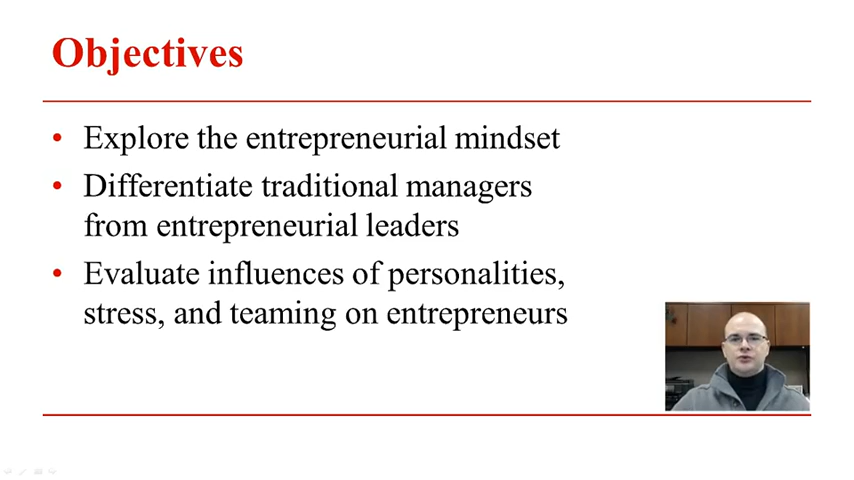 Objectives
• Explore the entrepreneurial mindset
• Differentiate traditional managers
from entrepreneurial leaders
• Evaluate influences of personalities,
stress, and teaming on entrepreneurs